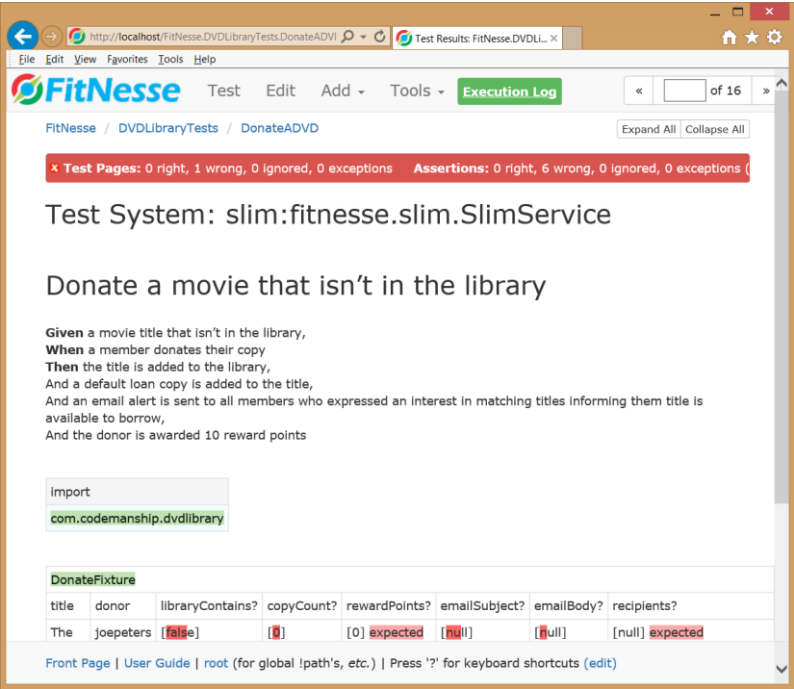 http://localhost/FitNesse.DVDLibraryTests.DonateADVI
Test Results: FitNesse.DVDLi...
File Edit View Favorites Tools Help
FitNesse Test Edit Add Tools Execution Log « of 16 »
FitNesse / DVDLibraryTests / DonateADVD Expand All Collapse All
Test Pages: 0 right, 1 wrong, 0 ignored, 0 exceptions Assertions: 0 right, 6 wrong, 0 ignored, 0 exceptions (
Test System: slim:fitnesse.slim.SlimService
Donate a movie that isn’t in the library
Given a movie title that isn’t in the library,
When a member donates their copy
Then the title is added to the library,
And a default loan copy is added to the title,
And an email alert is sent to all members who expressed an interest in matching titles informing them title is
available to borrow,
And the donor is awarded 10 reward points
import
com.codemanship.dvdlibrary
DonateFixture
title donor libraryContains? copyCount? rewardPoints? emailSubject? emailBody? recipients?
The joepeters [false] [0] [0] expected [null] [null] [null] expected
Front Page | User Guide | root (for global !path's, etc.) | Press '?' for keyboard shortcuts (edit)